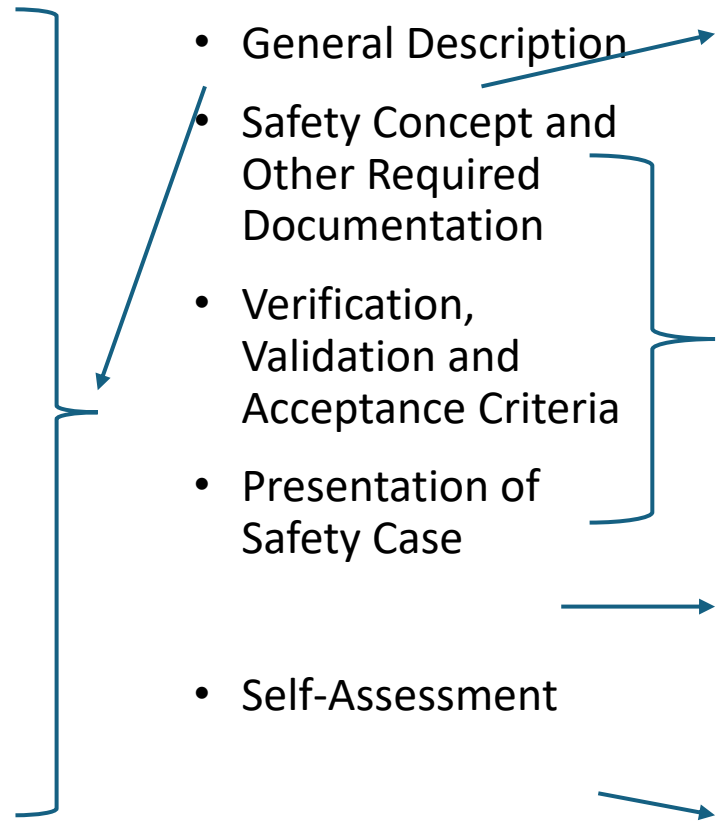 • General Description
• Safety Concept and
Other Required
Documentation
• Verification,
Validation and
Acceptance Criteria
• Presentation of
Safety Case
• Self-Assessment